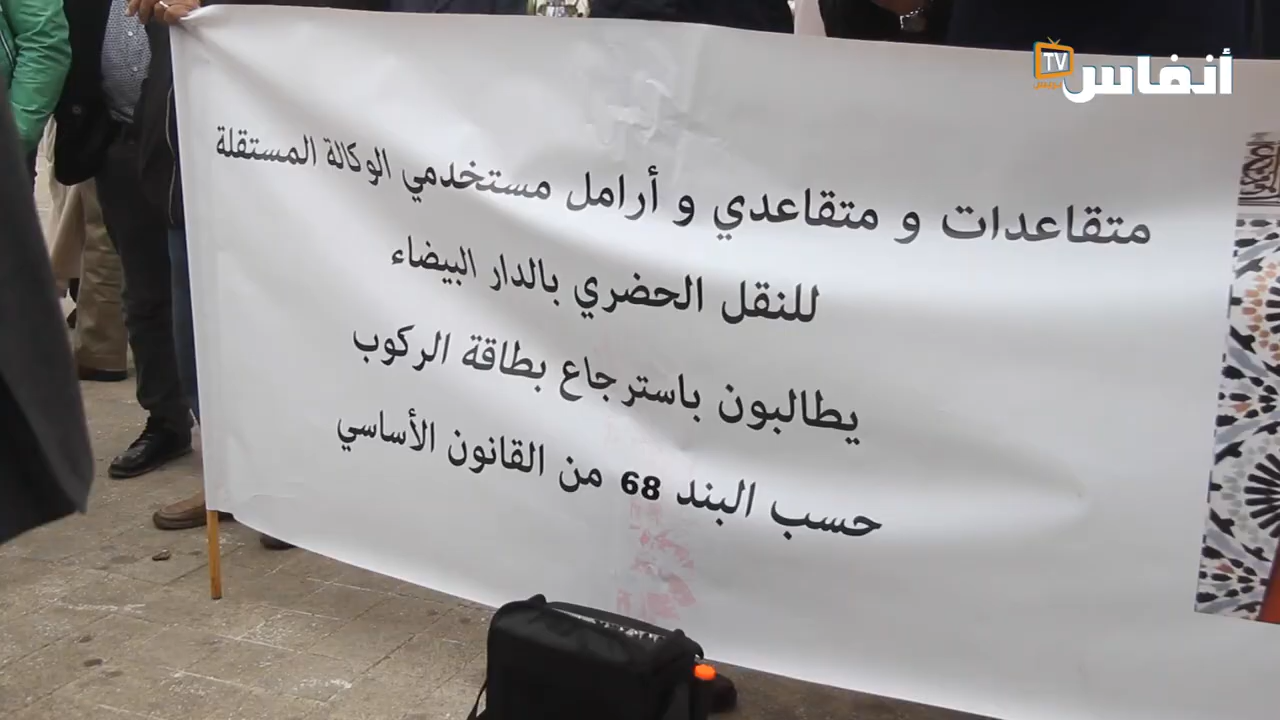 أنفاس
TV
متقاعدات و متقاعدي و أرامل مستخدمي الوكالة المستقلة
للنقل الحضري بالدار البيضاء
يطالبون باسترجاع بطاقة الركوب
حسب البند 68 من القانون الأساسي